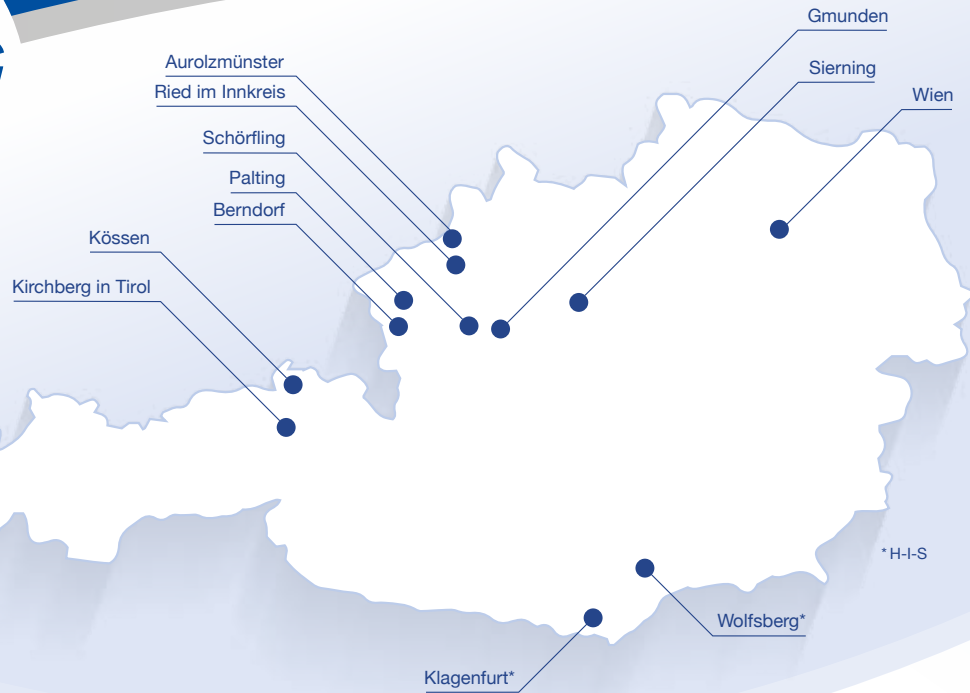 Gmunden
Aurolzmünster
Sierning
Ried im Innkreis
Wien
Schörfling
Palting
Berndorf
Kössen
Kirchberg in Tirol
* H-I-S
Wolfsberg*
Klagenfurt*